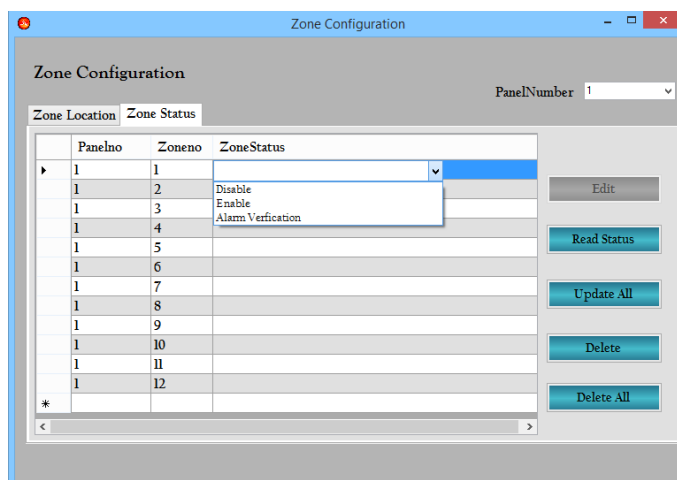 Zone Configuration
Zone Configuration
PanelNumber 1
Zone Location Zone Status
Panelno Zoneno ZoneStatus
1 1
1 2 Disable
Enable
1 3 Alarm Verfication
1 4
1 5
1 6
1 7
1 8
1 9
1 10
1 11
1 12
*
Edit
Read Status
Update All
Delete
Delete All